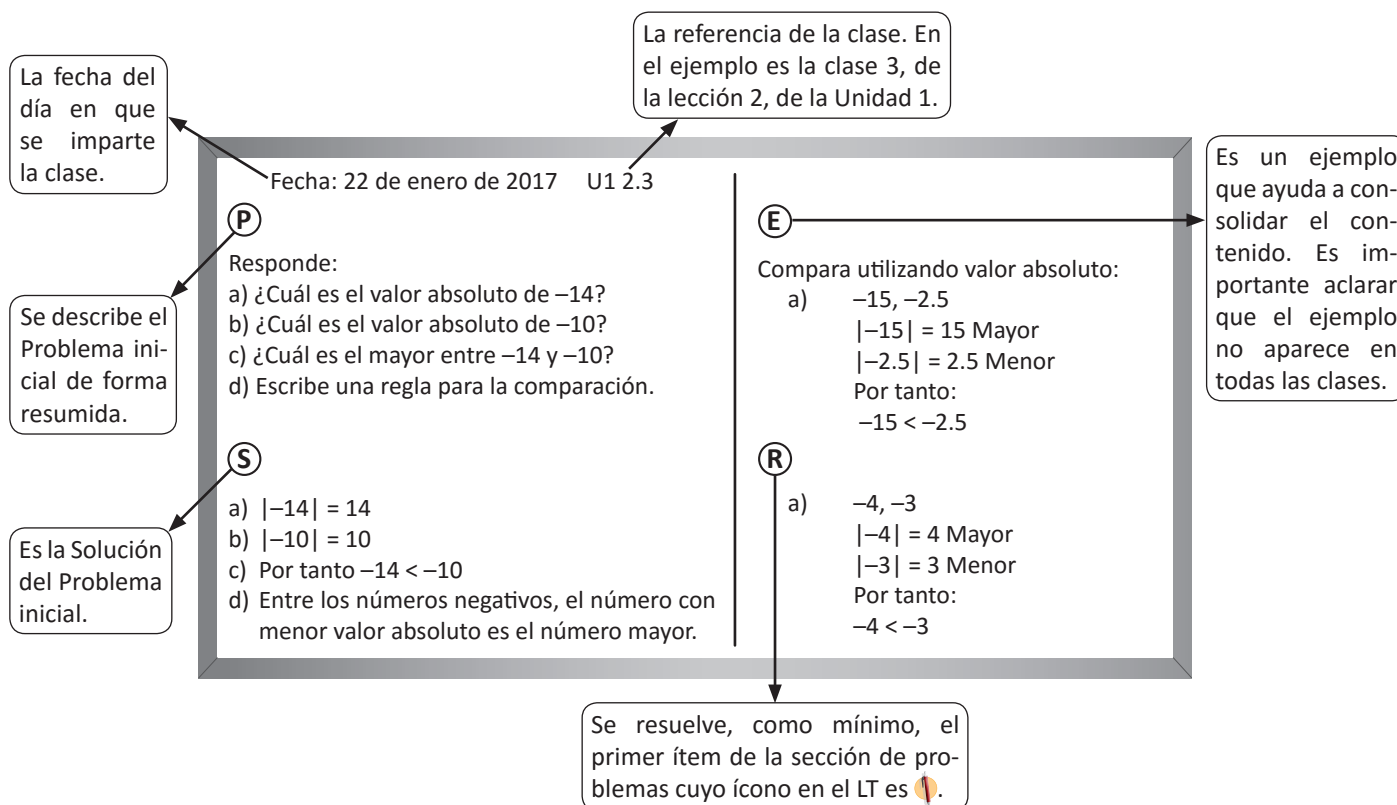 La referencia de la clase. En
el ejemplo es la clase 3, de
la lección 2, de la Unidad 1.
La fecha del
día en que
se imparte
la clase.
Fecha: 22 de enero de 2017 U1 2.3
P
Responde:
a) ¿Cuál es el valor absoluto de –14?
b) ¿Cuál es el valor absoluto de –10?
c) ¿Cuál es el mayor entre –14 y –10?
d) Escribe una regla para la comparación.
Se describe el
Problema ini-
cial de forma
resumida.
S
a) |–14| = 14
b) |–10| = 10
c) Por tanto –14 < –10
d) Entre los números negativos, el número con
menor valor absoluto es el número mayor.
Es la Solución
del Problema
inicial.
E
Compara utilizando valor absoluto:
a) –15, –2.5
|–15| = 15 Mayor
|–2.5| = 2.5 Menor
Por tanto:
–15 < –2.5
Es un ejemplo
que ayuda a con-
solidar el con-
tenido. Es im-
portante aclarar
que el ejemplo
no aparece en
todas las clases.
R
a) –4, –3
|–4| = 4 Mayor
|–3| = 3 Menor
Por tanto:
–4 < –3
Se resuelve, como mínimo, el
primer ítem de la sección de pro-
blemas cuyo ícono en el LT es .